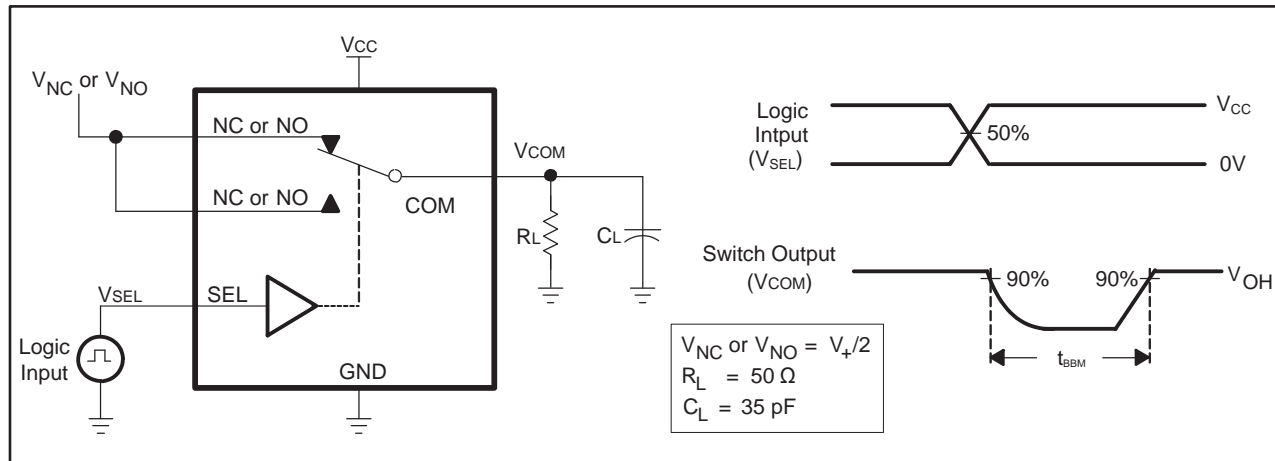 VCC
VNC or VNO
NC or NO
VCOM
NC or NO
COM
RL
CL
VSEL
SEL
Logic
Input
GND
Logic
Intput
(VSEL)
50%
VCC
0V
Switch Output
(VCOM)
90%
90%
VOH
tBBM
VNC or VNO = V+/2
RL = 50 Ω
CL = 35 pF